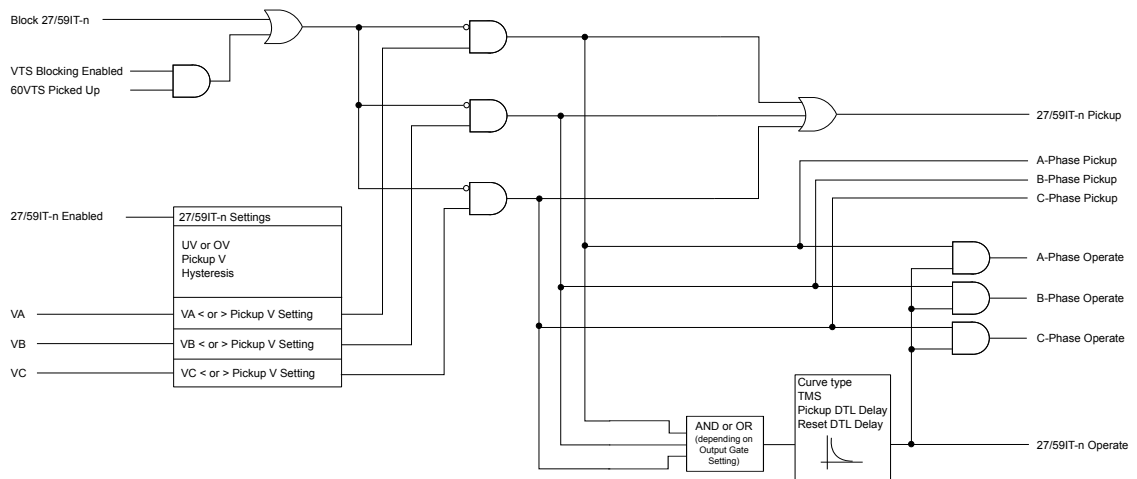 Block 27/59IT-n
VTS Blocking Enabled
60VTS Picked Up
27/59IT-n Pickup
A-Phase Pickup
B-Phase Pickup
C-Phase Pickup
27/59IT-n Enabled
27/59IT-n Settings
UV or OV
Pickup V
Hysteresis
VA
VA < or > Pickup V Setting
VB
VB < or > Pickup V Setting
VC
VC < or > Pickup V Setting
A-Phase Operate
B-Phase Operate
C-Phase Operate
AND or OR
(depending on
Output Gate
Setting)
Curve type
TMS
Pickup DTL Delay
Reset DTL Delay
27/59IT-n Operate